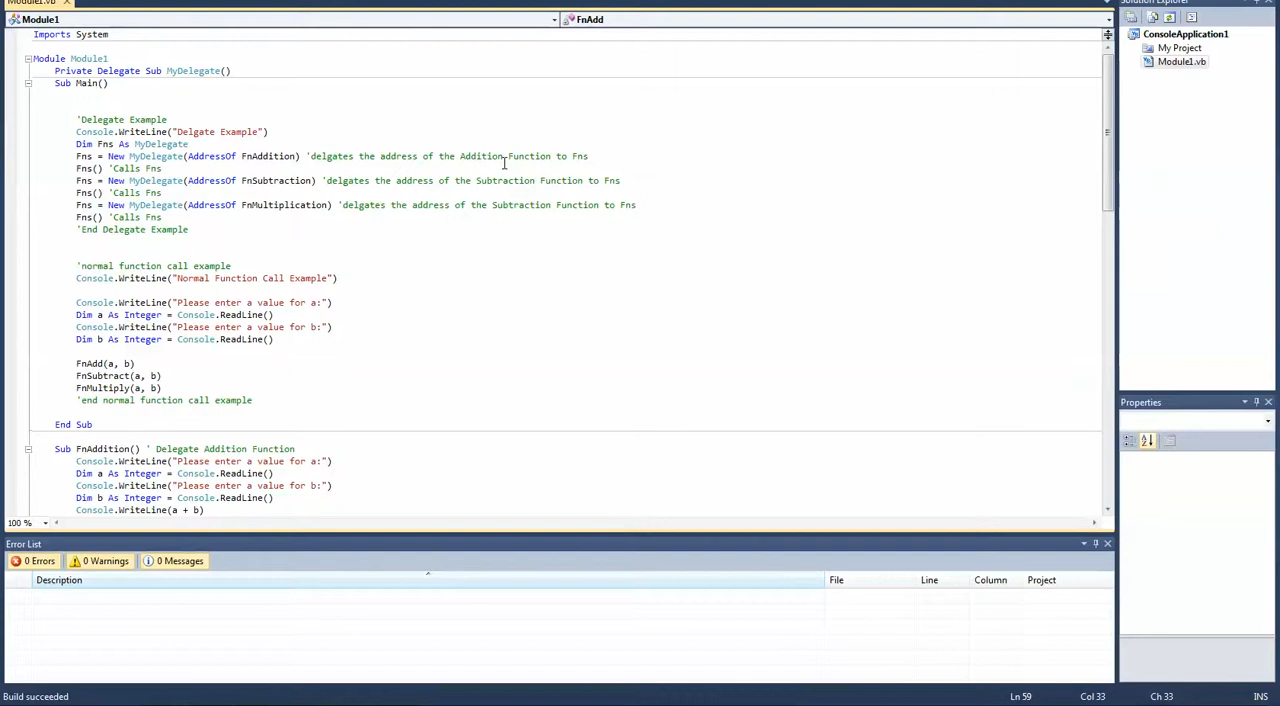 Module1.vb
Module1
FnAdd
Imports System
Module Module1
Private Delegate Sub MyDelegate()
Sub Main()
'Delegate Example
Console.WriteLine("Delgate Example")
Dim Fns As MyDelegate
Fns = New MyDelegate(AddressOf FnAddition) 'delgates the address of the Addition Function to Fns
Fns() 'Calls Fns
Fns = New MyDelegate(AddressOf FnSubtraction) 'delgates the address of the Subtraction Function to Fns
Fns() 'Calls Fns
Fns = New MyDelegate(AddressOf FnMultiplication) 'delgates the address of the Subtraction Function to Fns
Fns() 'Calls Fns
'End Delegate Example
'normal function call example
Console.WriteLine("Normal Function Call Example")
Console.WriteLine("Please enter a value for a:")
Dim a As Integer = Console.ReadLine()
Console.WriteLine("Please enter a value for b:")
Dim b As Integer = Console.ReadLine()
FnAdd(a, b)
FnSubtract(a, b)
FnMultiply(a, b)
'end normal function call example
End Sub
Sub FnAddition() ' Delegate Addition Function
Console.WriteLine("Please enter a value for a:")
Dim a As Integer = Console.ReadLine()
Console.WriteLine("Please enter a value for b:")
Dim b As Integer = Console.ReadLine()
Console.WriteLine(a + b)
100 %
Solution Explorer
ConsoleApplication1
My Project
Module1.vb
Properties
Error List
0 Errors
0 Warnings
0 Messages
Description
File
Line
Column
Project
Build succeeded
Ln 59
Col 33
Ch 33
INS